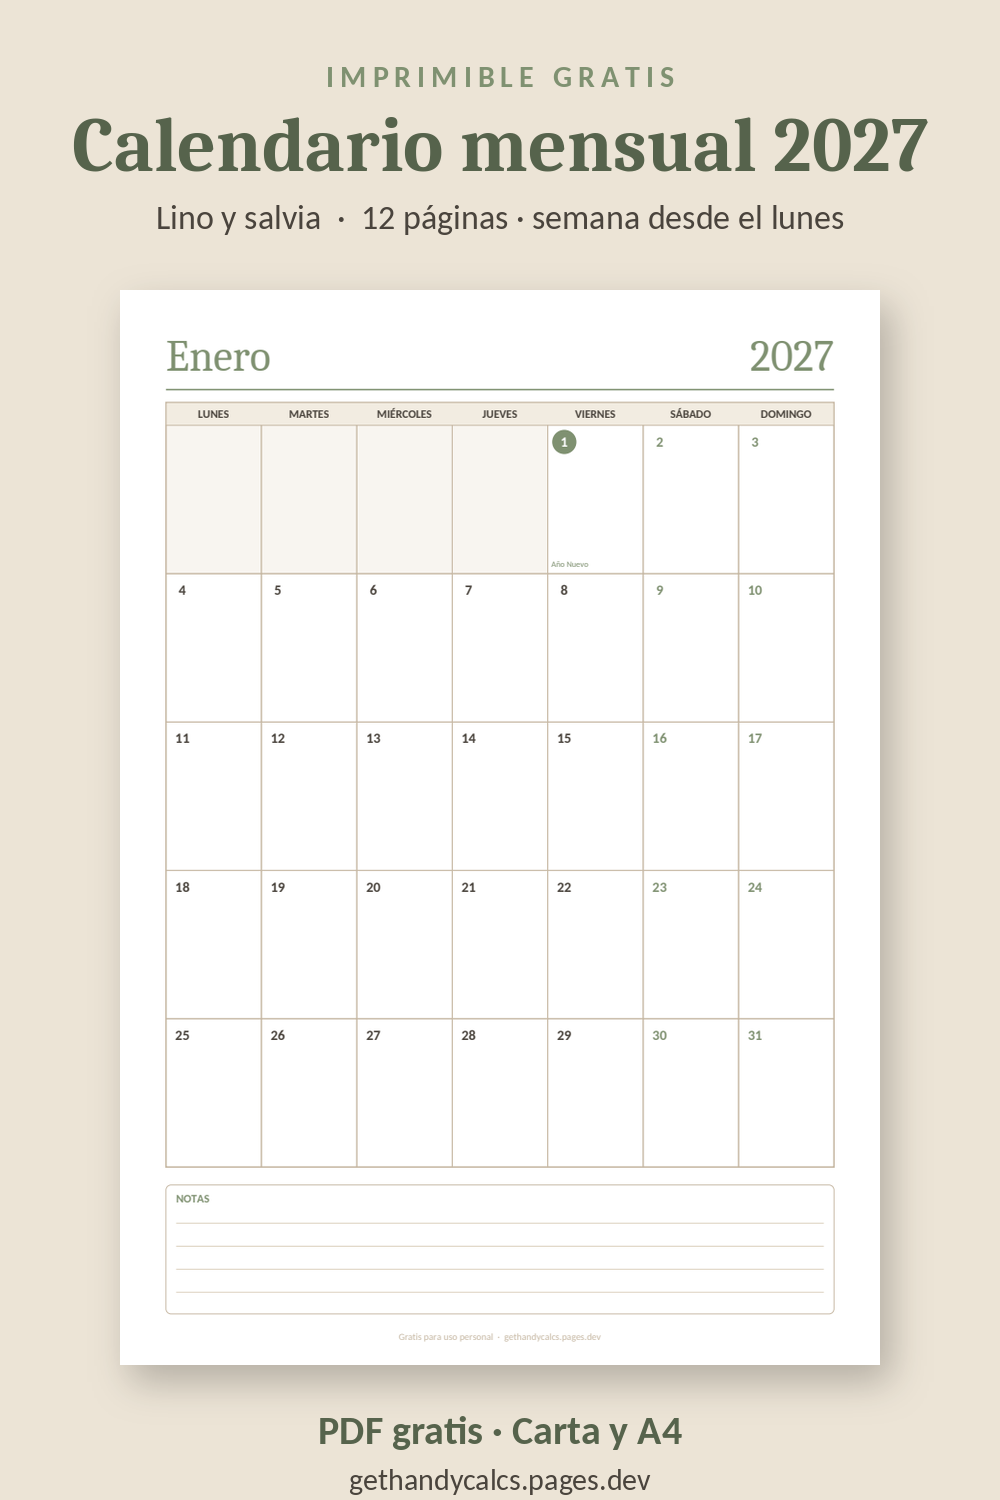 IMPRIMIBLE GRATIS
Calendario mensual 2027
Lino y salvia · 12 páginas · semana desde el lunes
Enero 2027
LUNES MARTES MIÉRCOLES JUEVES VIERNES SÁBADO DOMINGO
1 2 3
Año Nuevo
4 5 6 7 8 9 10
11 12 13 14 15 16 17
18 19 20 21 22 23 24
25 26 27 28 29 30 31
NOTAS
Gratis para uso personal · gethandycalcs.pages.dev
PDF gratis · Carta y A4
gethandycalcs.pages.dev